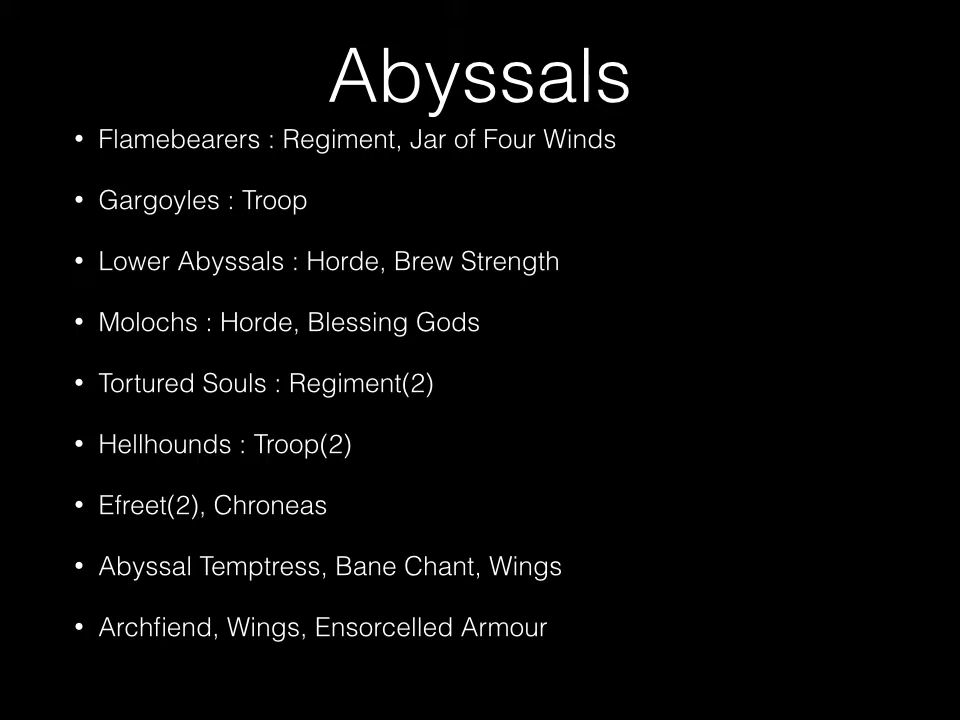 Abyssals
• Flamebearers : Regiment, Jar of Four Winds
• Gargoyles : Troop
• Lower Abyssals : Horde, Brew Strength
• Molochs : Horde, Blessing Gods
• Tortured Souls : Regiment(2)
• Hellhounds : Troop(2)
• Efreet(2), Chroneas
• Abyssal Temptress, Bane Chant, Wings
• Archfiend, Wings, Ensorcelled Armour